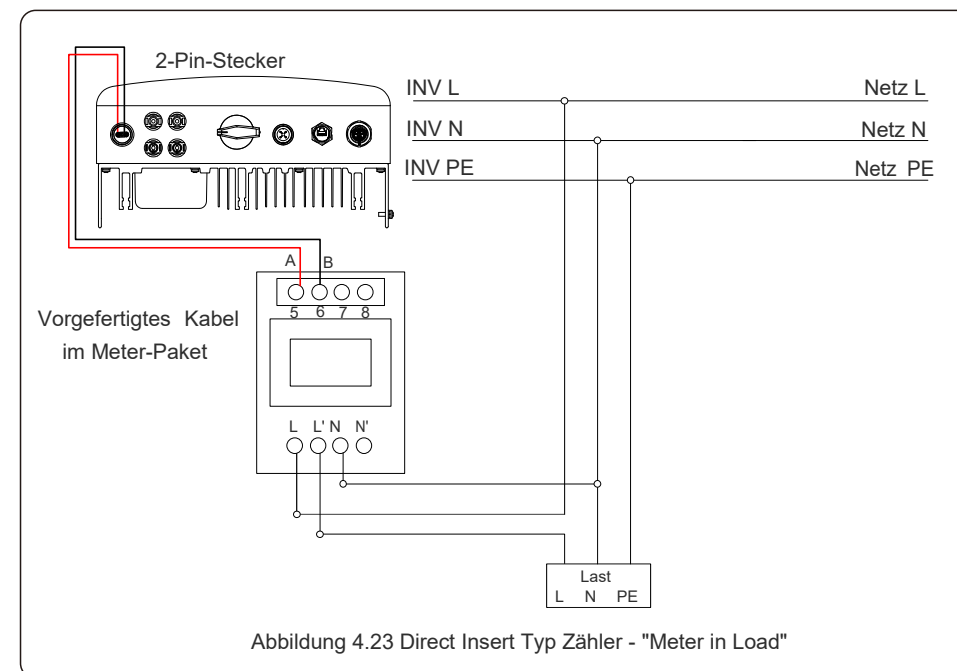 2-Pin-Stecker
INV L
Netz L
INV N
Netz N
INV PE
Netz PE
A B
5 6 7 8
Vorgefertigtes Kabel
im Meter-Paket
L L' N N'
Last
L N PE
Abbildung 4.23 Direct Insert Typ Zähler - "Meter in Load"